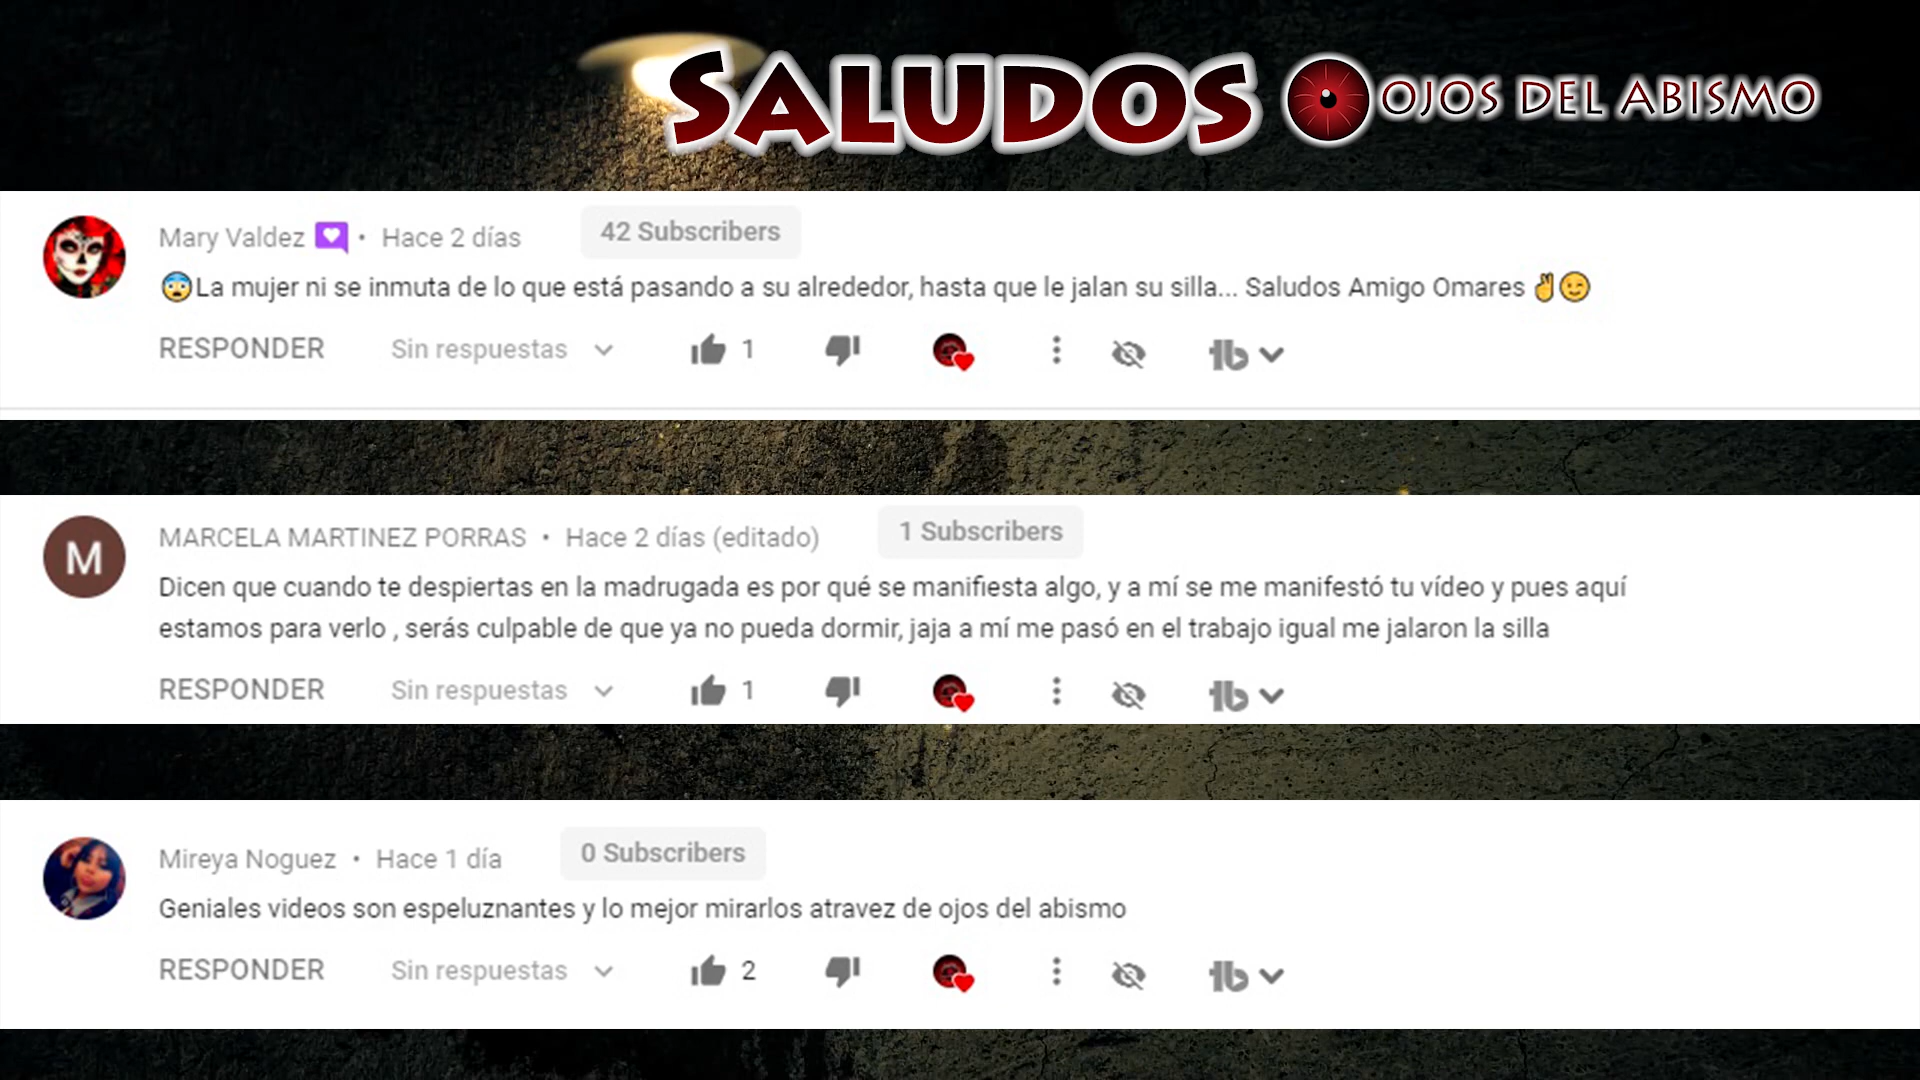 SALUDOS OJOS DEL ABISMO
Mary Valdez • Hace 2 días 42 Subscribers
😨La mujer ni se inmuta de lo que está pasando a su alrededor, hasta que le jalan su silla... Saludos Amigo Omares ✌😉
RESPONDER Sin respuestas 1
MARCELA MARTINEZ PORRAS • Hace 2 días (editado) 1 Subscribers
M
Dicen que cuando te despiertas en la madrugada es por qué se manifiesta algo, y a mí se me manifestó tu vídeo y pues aquí
estamos para verlo , serás culpable de que ya no pueda dormir, jaja a mí me pasó en el trabajo igual me jalaron la silla
RESPONDER Sin respuestas 1
Mireya Noguez • Hace 1 día 0 Subscribers
Geniales videos son espeluznantes y lo mejor mirarlos atravez de ojos del abismo
RESPONDER Sin respuestas 2